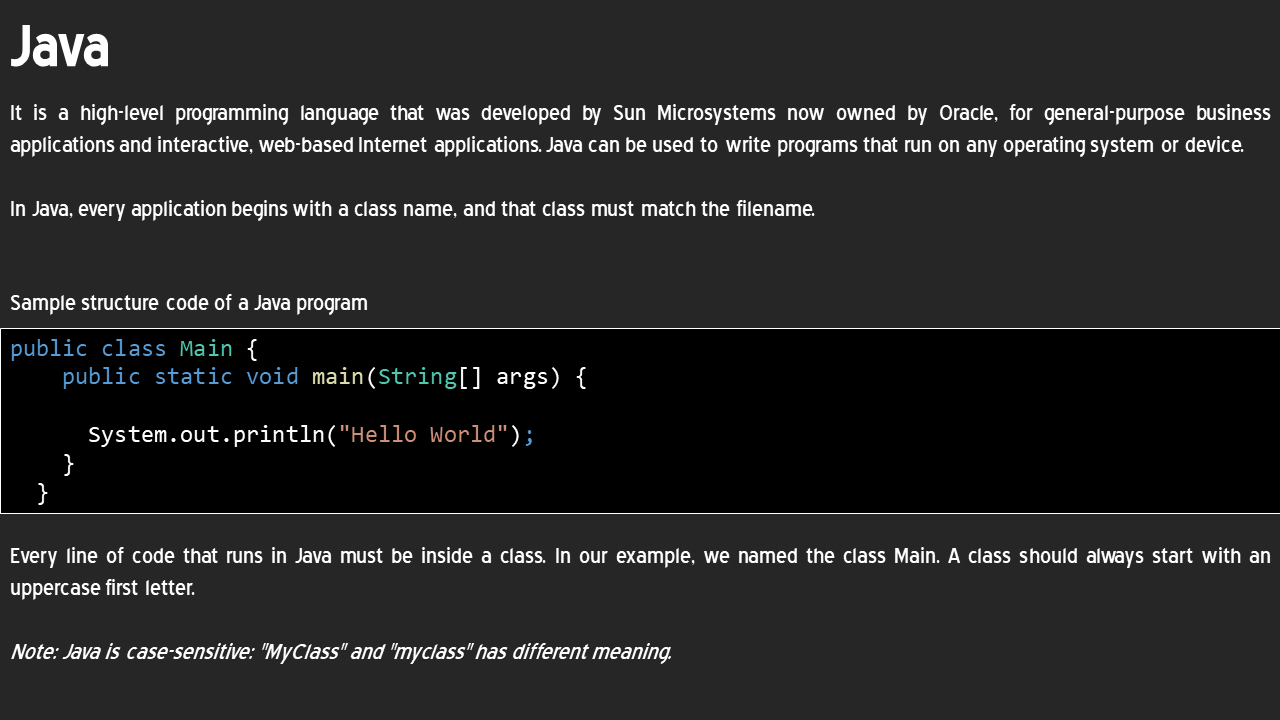 Java
It is a high-level programming language that was developed by Sun Microsystems now owned by Oracle, for general-purpose business
applications and interactive, web-based Internet applications. Java can be used to write programs that run on any operating system or device.
In Java, every application begins with a class name, and that class must match the filename.
Sample structure code of a Java program
public class Main {
    public static void main(String[] args) {
      System.out.println("Hello World");
    }
  }
Every line of code that runs in Java must be inside a class. In our example, we named the class Main. A class should always start with an
uppercase first letter.
Note: Java is case-sensitive: "MyClass" and "myclass" has different meaning.